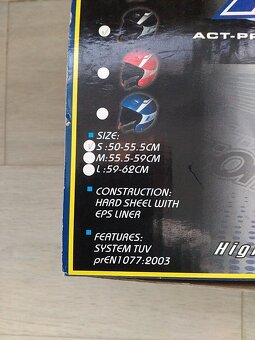 ACT-PR
SIZE:
S :50-55.5CM
M:55.5-59CM
L :59-62CM
CONSTRUCTION:
HARD SHEEL WITH
EPS LINER
FEATURES:
SYSTEM TUV
prEN1077:2003
High